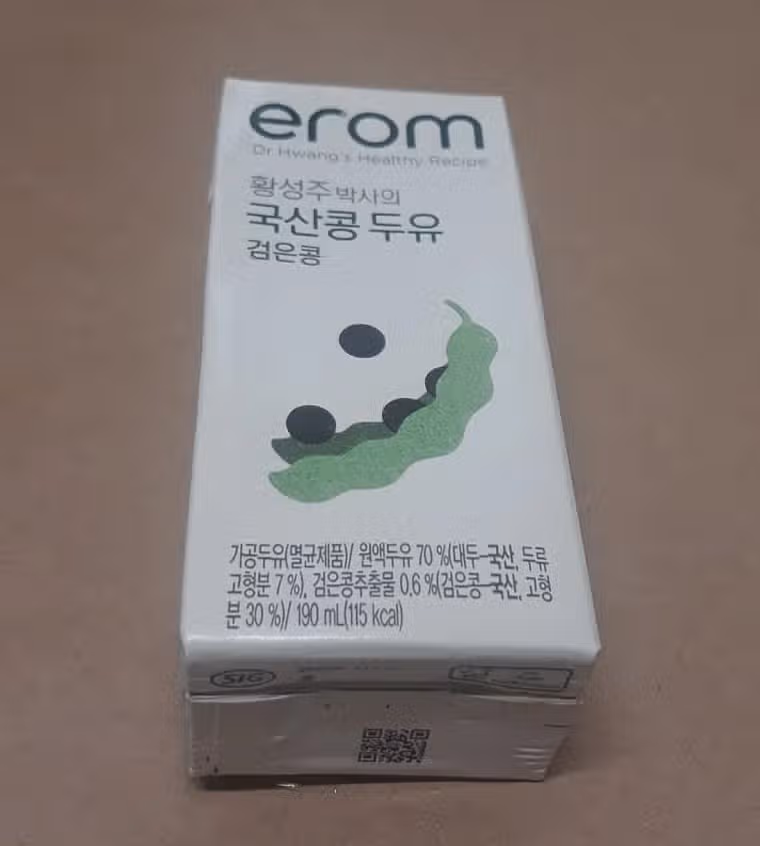 erom
Dr Hwang's Healthy Recipe
황성주박사의
국산콩 두유
검은콩
가공두유(멸균제품)/ 원액두유 70 %(대두-국산, 두류
고형분 7 %), 검은콩추출물 0.6 %(검은콩-국산, 고형
분 30 %)/ 190 mL(115 kcal)
SIG